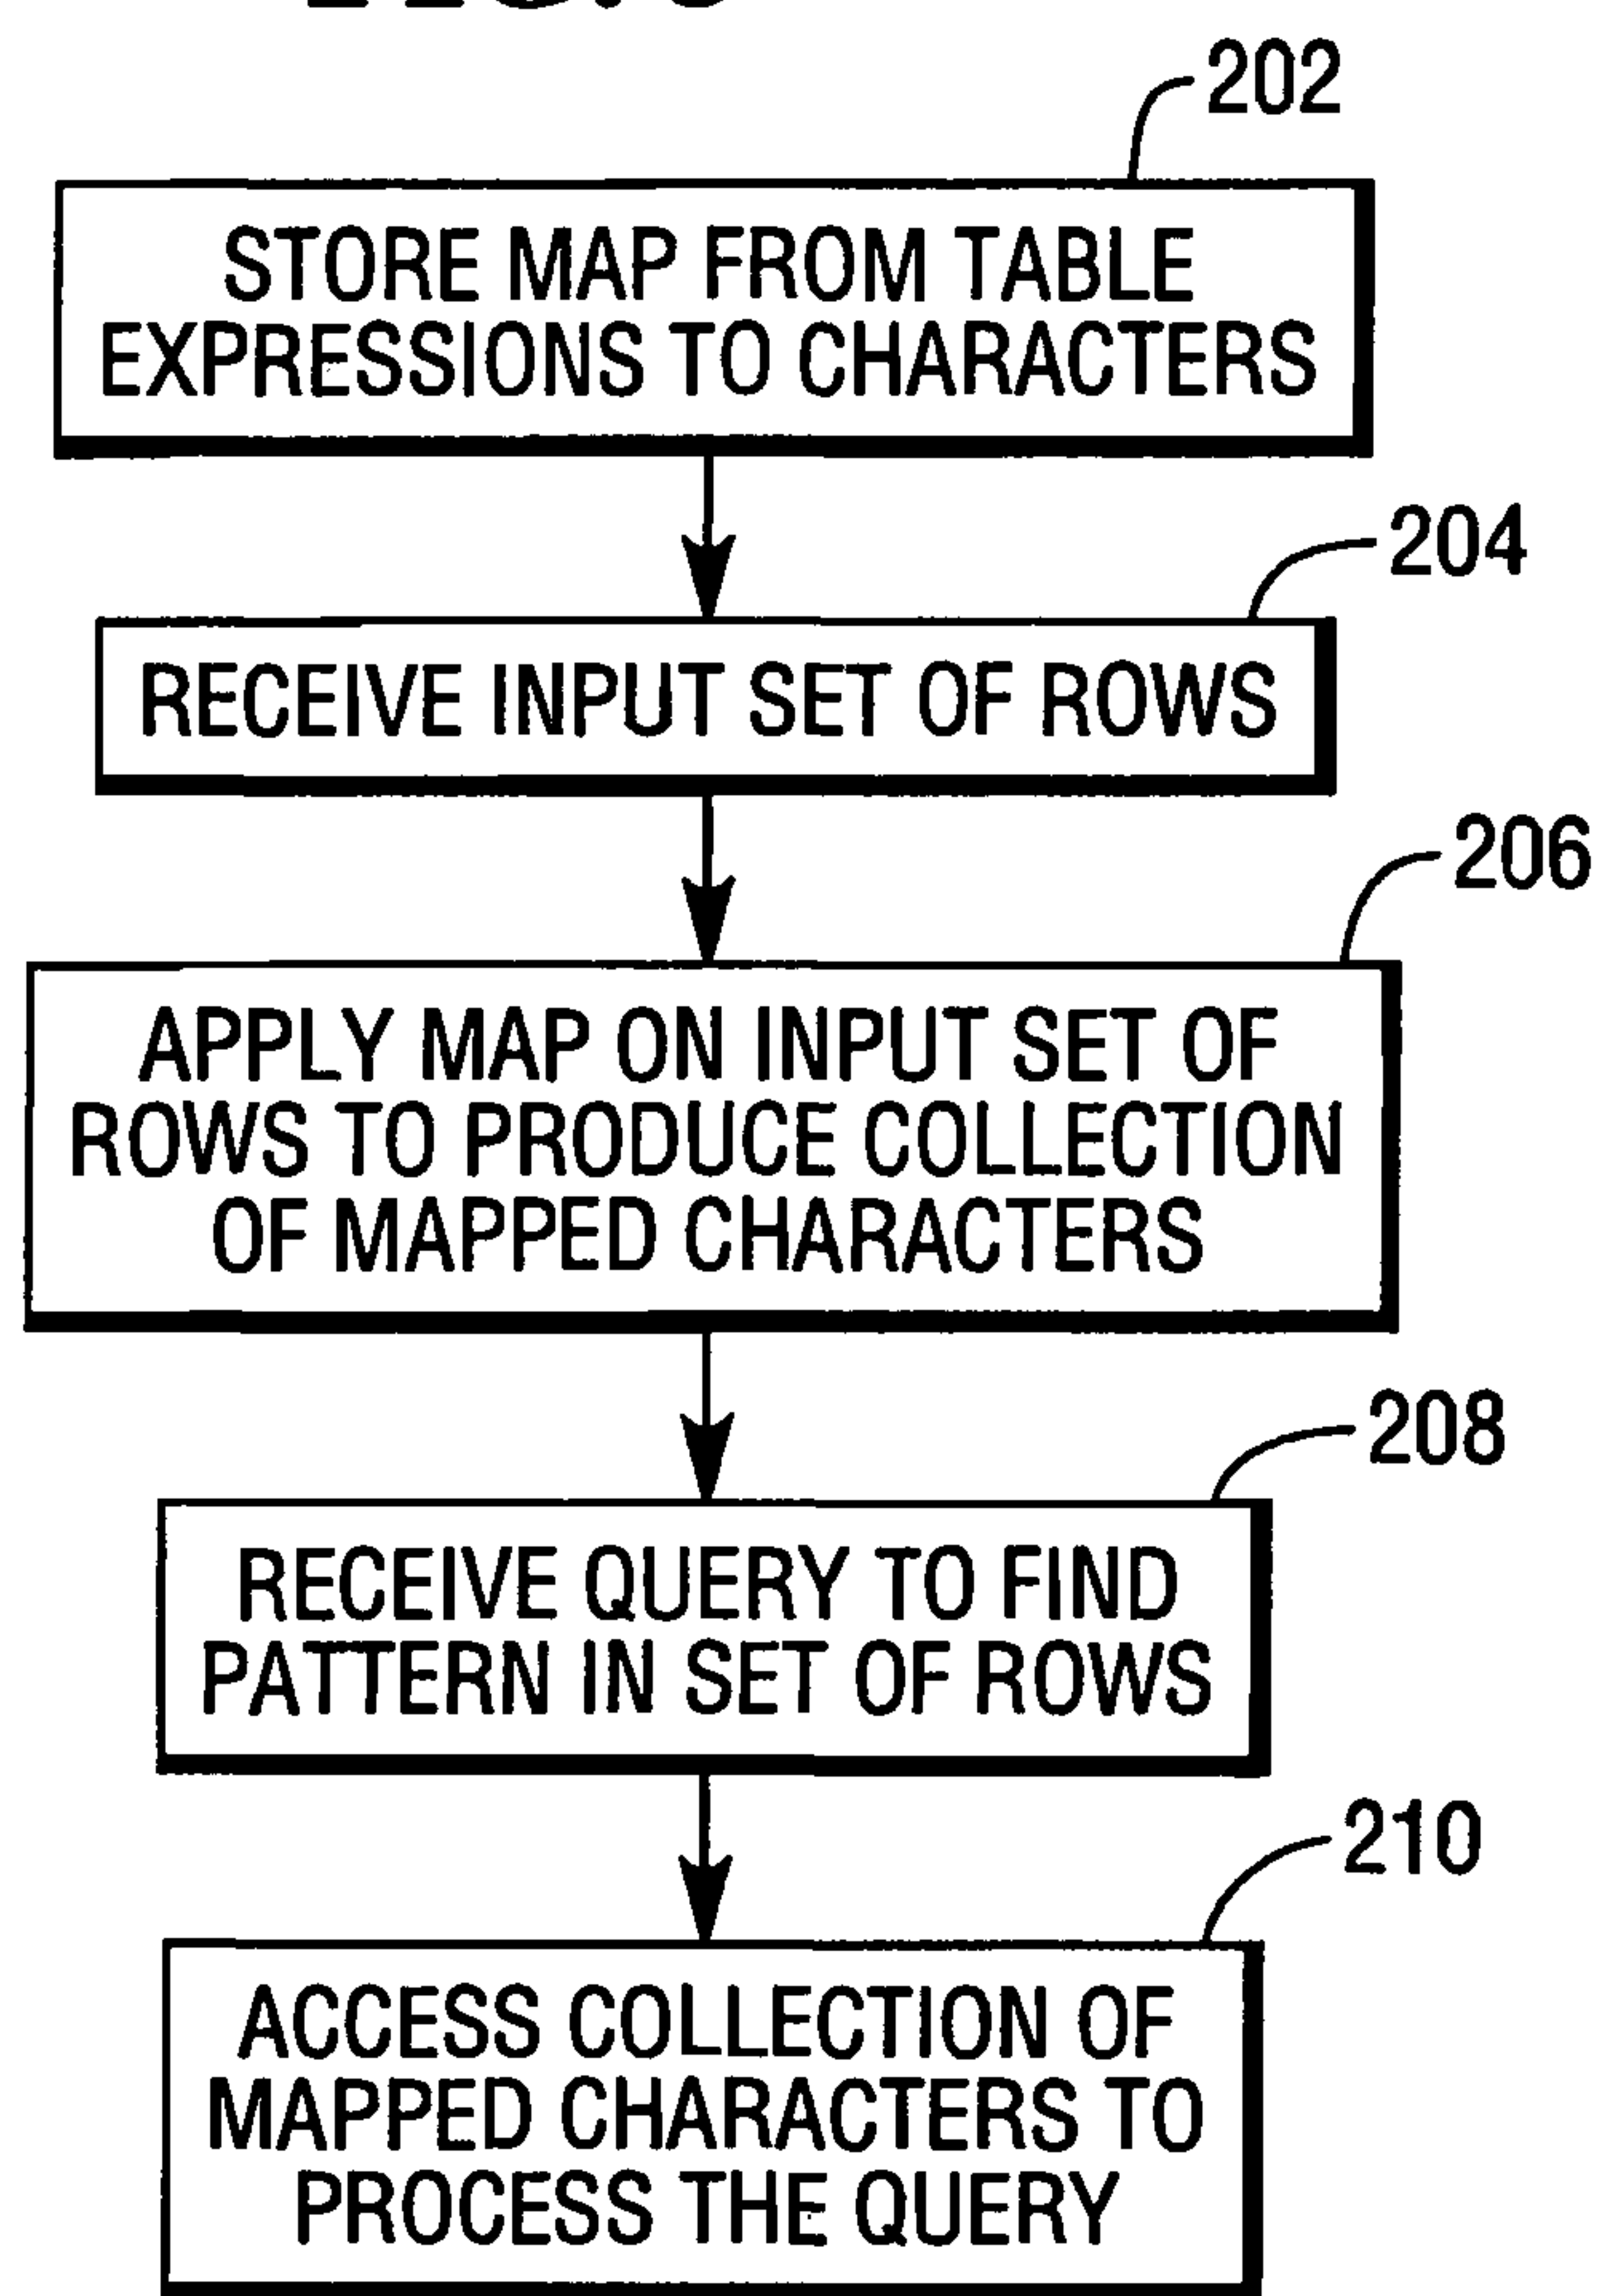 202
STORE MAP FROM TABLE
EXPRESSIONS TO CHARACTERS
204
RECEIVE INPUT SET OF ROWS
206
APPLY MAP ON INPUT SET OF
ROWS TO PRODUCE COLLECTION
OF MAPPED CHARACTERS
208
RECEIVE QUERY TO FIND
PATTERN IN SET OF ROWS
210
ACCESS COLLECTION OF
MAPPED CHARACTERS TO
PROCESS THE QUERY